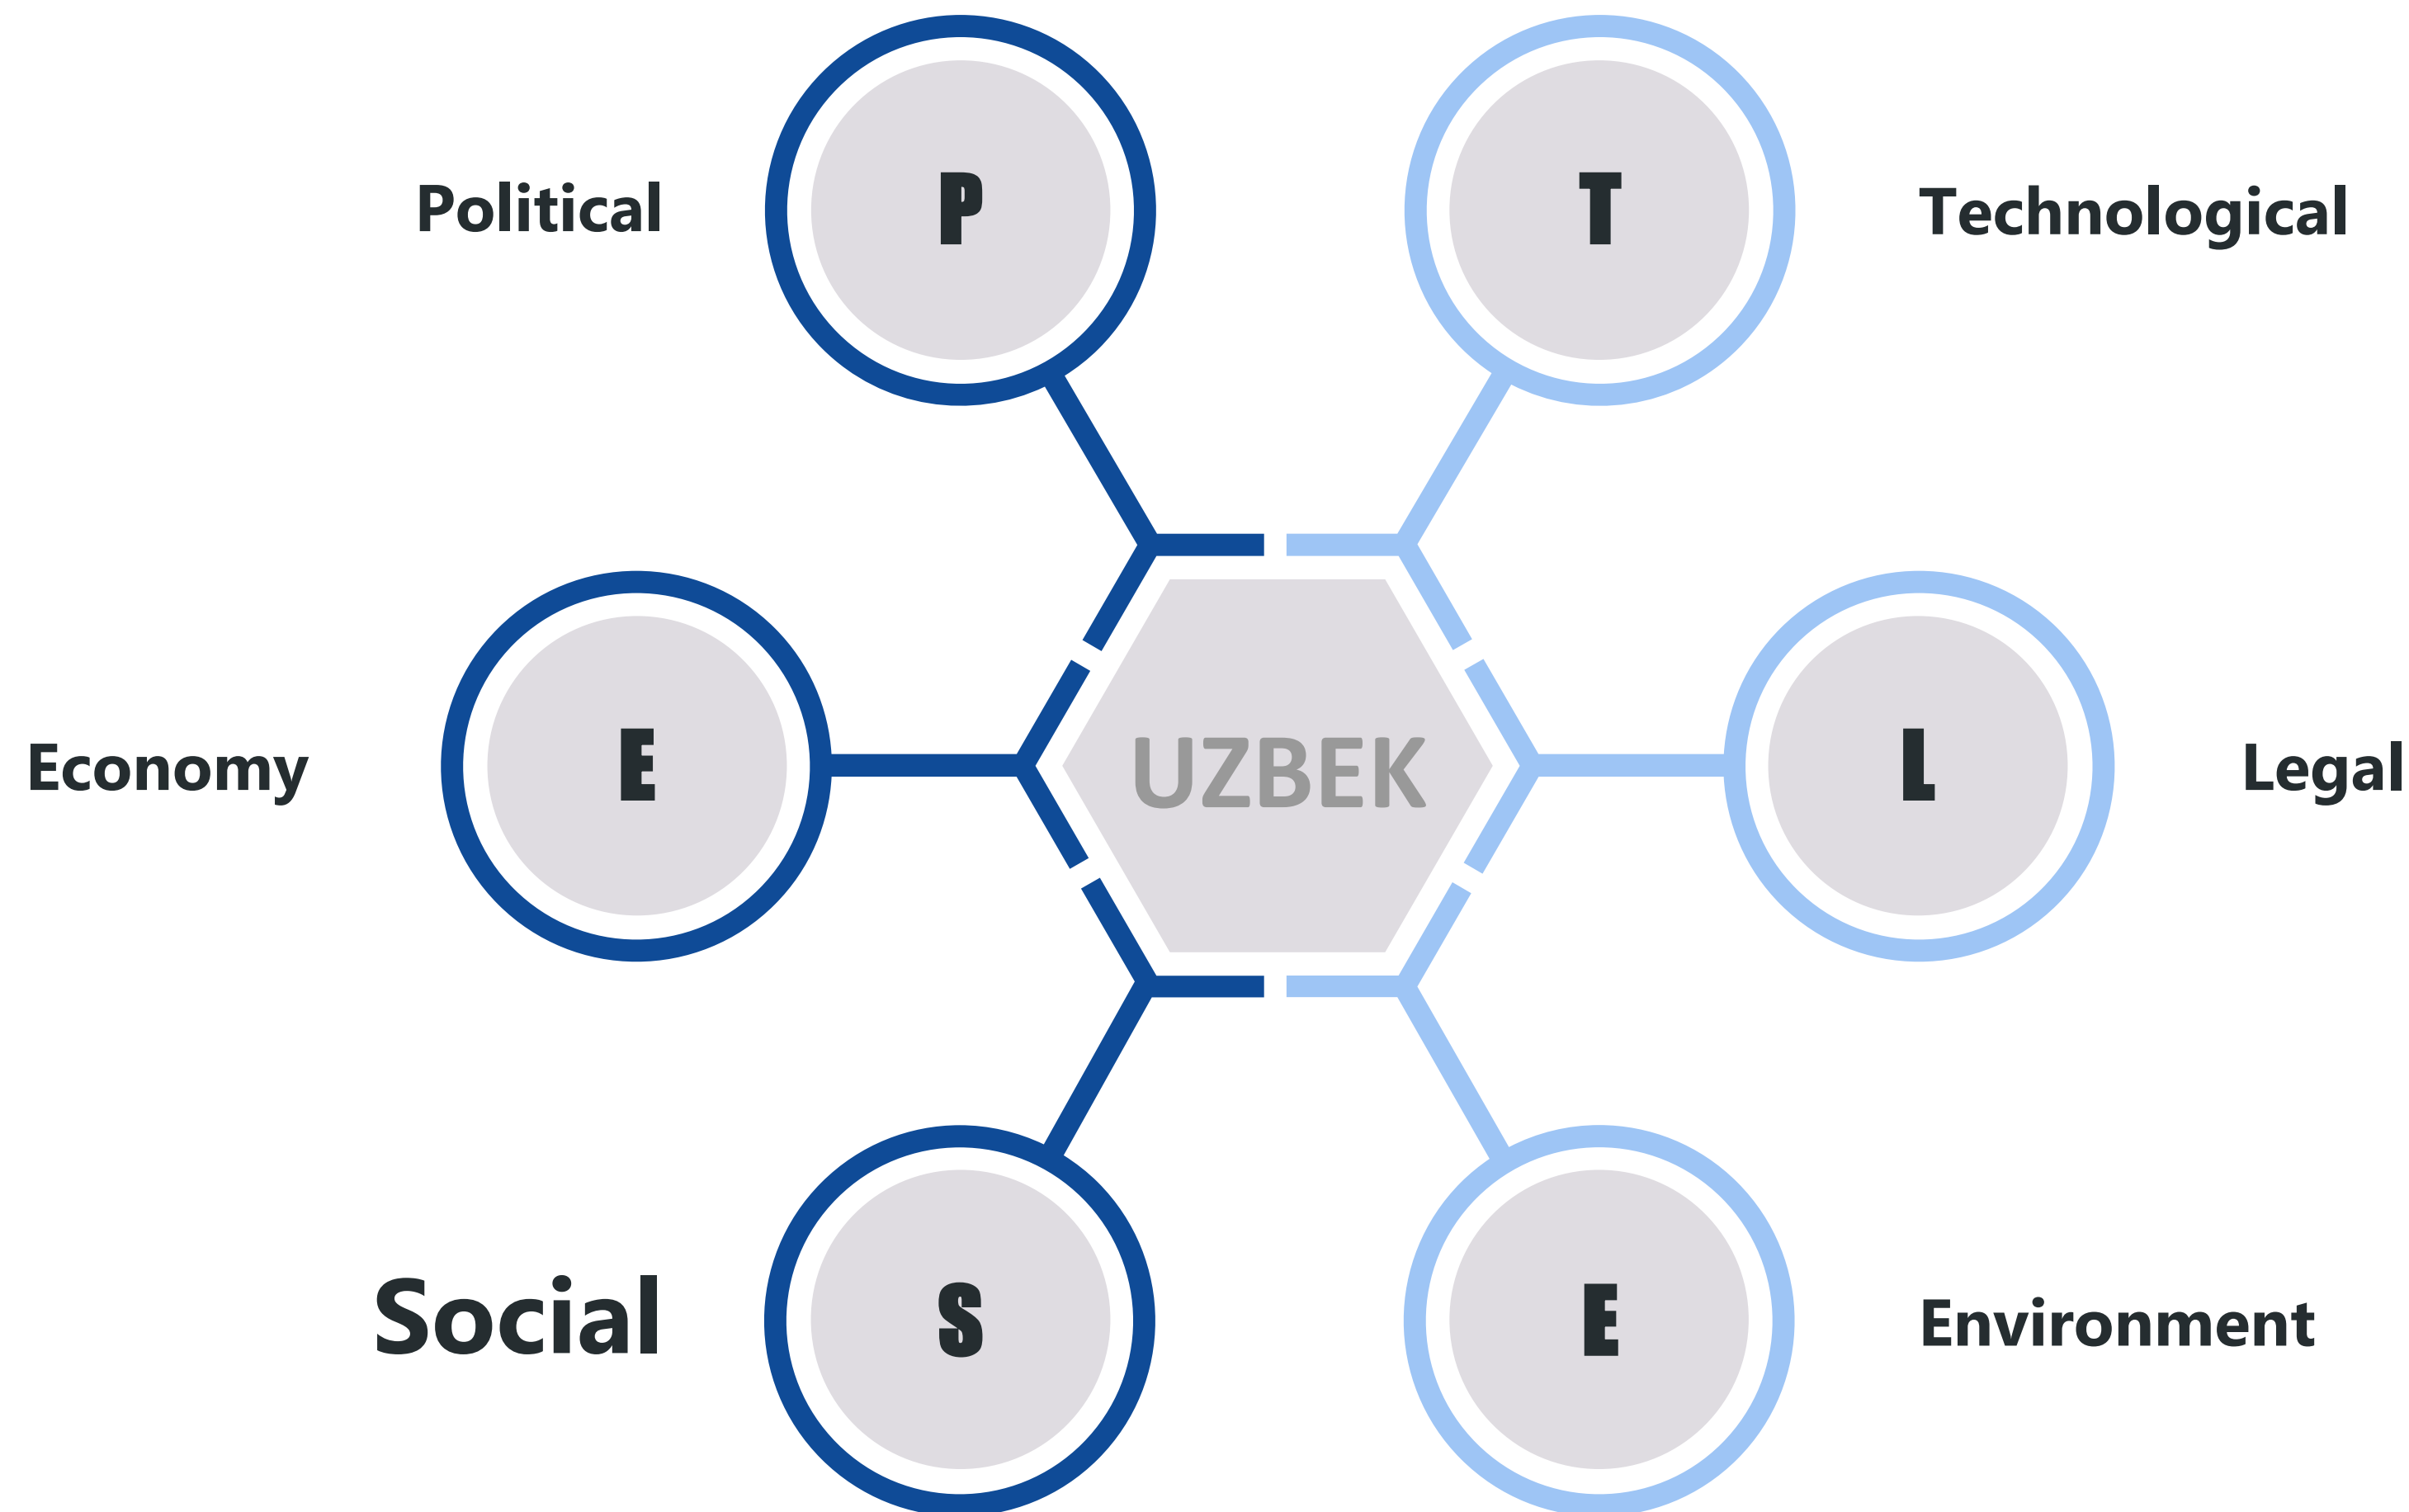 Political
P
T
Technological
Economy
E
UZBEK
L
Legal
Social
S
E
Environment